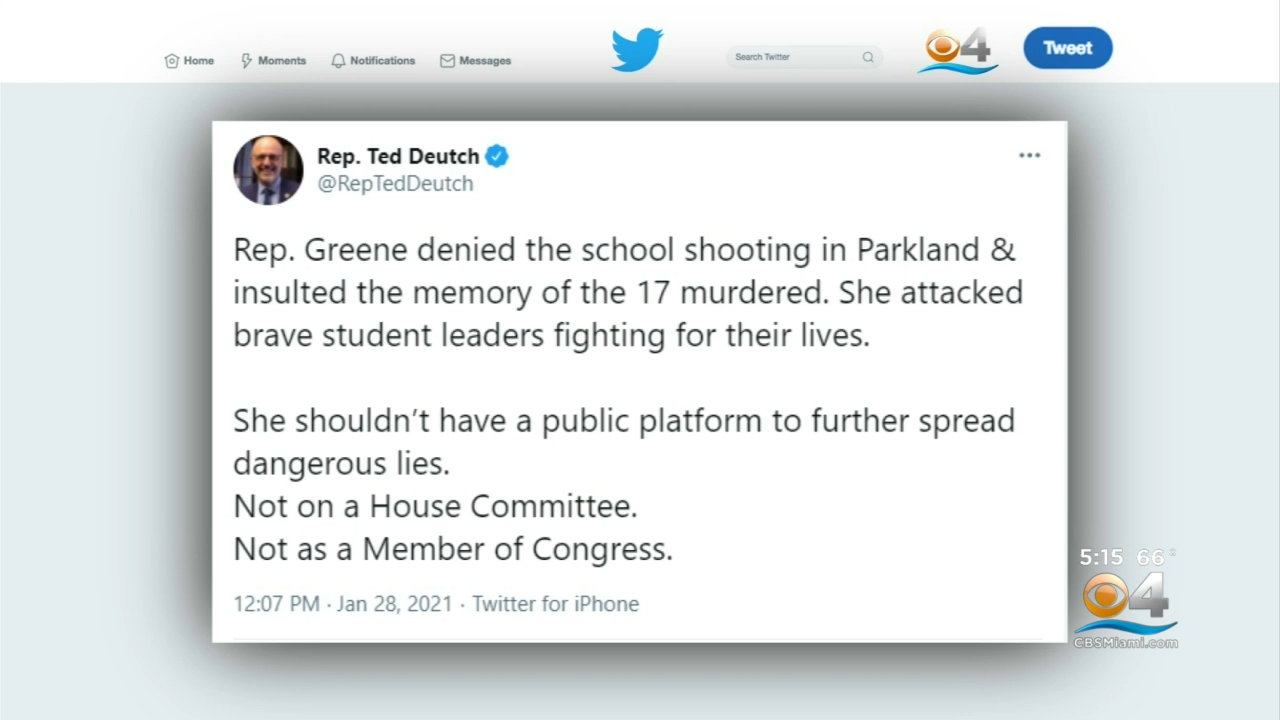 Home Moments Notifications Messages Search Twitter 4 Tweet
Rep. Ted Deutch
@RepTedDeutch
Rep. Greene denied the school shooting in Parkland &
insulted the memory of the 17 murdered. She attacked
brave student leaders fighting for their lives.
She shouldn't have a public platform to further spread
dangerous lies.
Not on a House Committee.
Not as a Member of Congress.
12:07 PM · Jan 28, 2021 · Twitter for iPhone
5:15 66°
4
CBSMiami.com